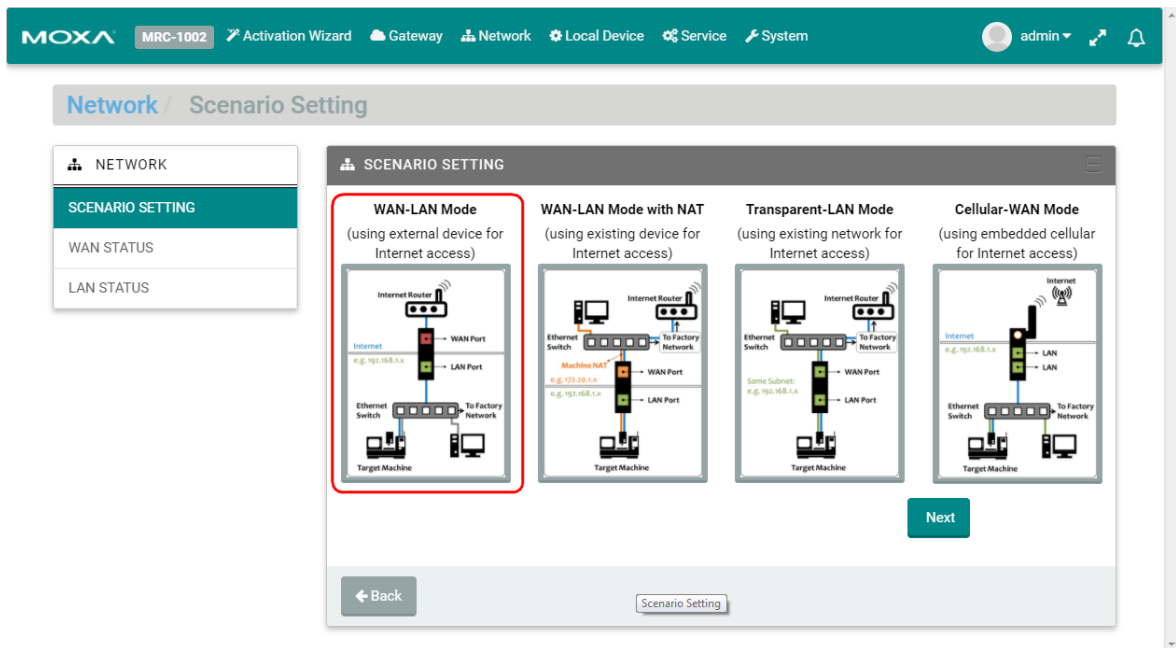 MOXA MRC-1002 Activation Wizard Gateway Network Local Device Service System admin
Network / Scenario Setting
NETWORK
SCENARIO SETTING
WAN STATUS
LAN STATUS
SCENARIO SETTING
WAN-LAN Mode
(using external device for
Internet access)
Internet Router
WAN Port
Internet
e.g. 192.168.1.x
LAN Port
Ethernet
Switch
To Factory
Network
Target Machine
WAN-LAN Mode with NAT
(using existing device for
Internet access)
Internet Router
Ethernet
Switch
To Factory
Network
Machine NAT
WAN Port
e.g. 172.20.1.x
e.g. 192.168.1.x
LAN Port
Target Machine
Transparent-LAN Mode
(using existing network for
Internet access)
Internet Router
Ethernet
Switch
To Factory
Network
WAN Port
Same Subnet:
e.g. 192.168.1.x
LAN Port
Target Machine
Cellular-WAN Mode
(using embedded cellular
for Internet access)
Internet
Internet
e.g. 192.168.1.x
LAN
LAN
Ethernet
Switch
To Factory
Network
Target Machine
Next
Back
Scenario Setting